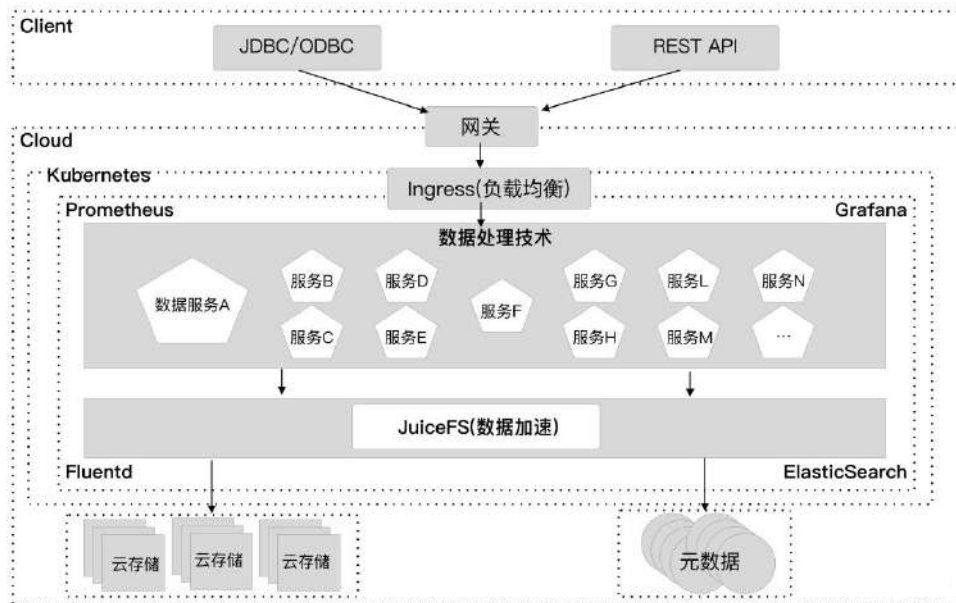 Client
JDBC/ODBC
REST API
网关
Cloud
Kubernetes
Ingress(负载均衡)
Prometheus
Grafana
数据处理技术
数据服务A
服务B
服务D
服务F
服务G
服务L
服务N
服务C
服务E
服务H
服务M
...
JuiceFS(数据加速)
Fluentd
ElasticSearch
云存储
云存储
云存储
元数据